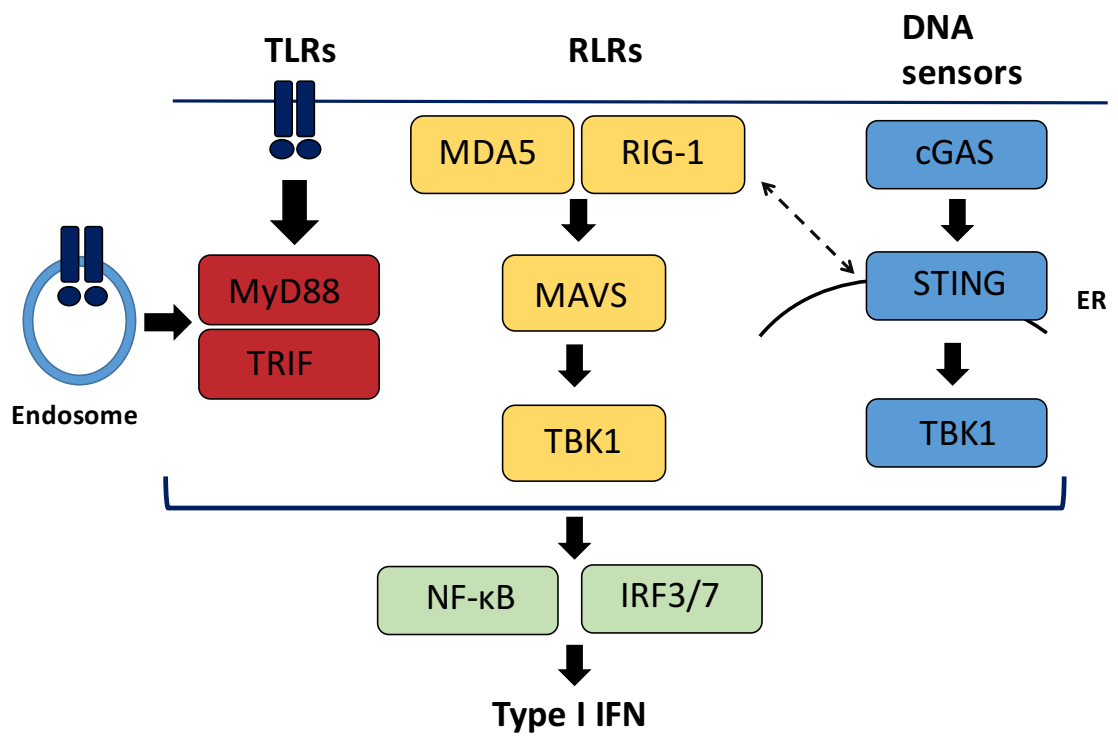 TLRs
RLRs
DNA
sensors
MDA5
RIG-1
cGAS
MyD88
MAVS
STING
ER
TRIF
Endosome
TBK1
TBK1
NF-κB
IRF3/7
Type I IFN